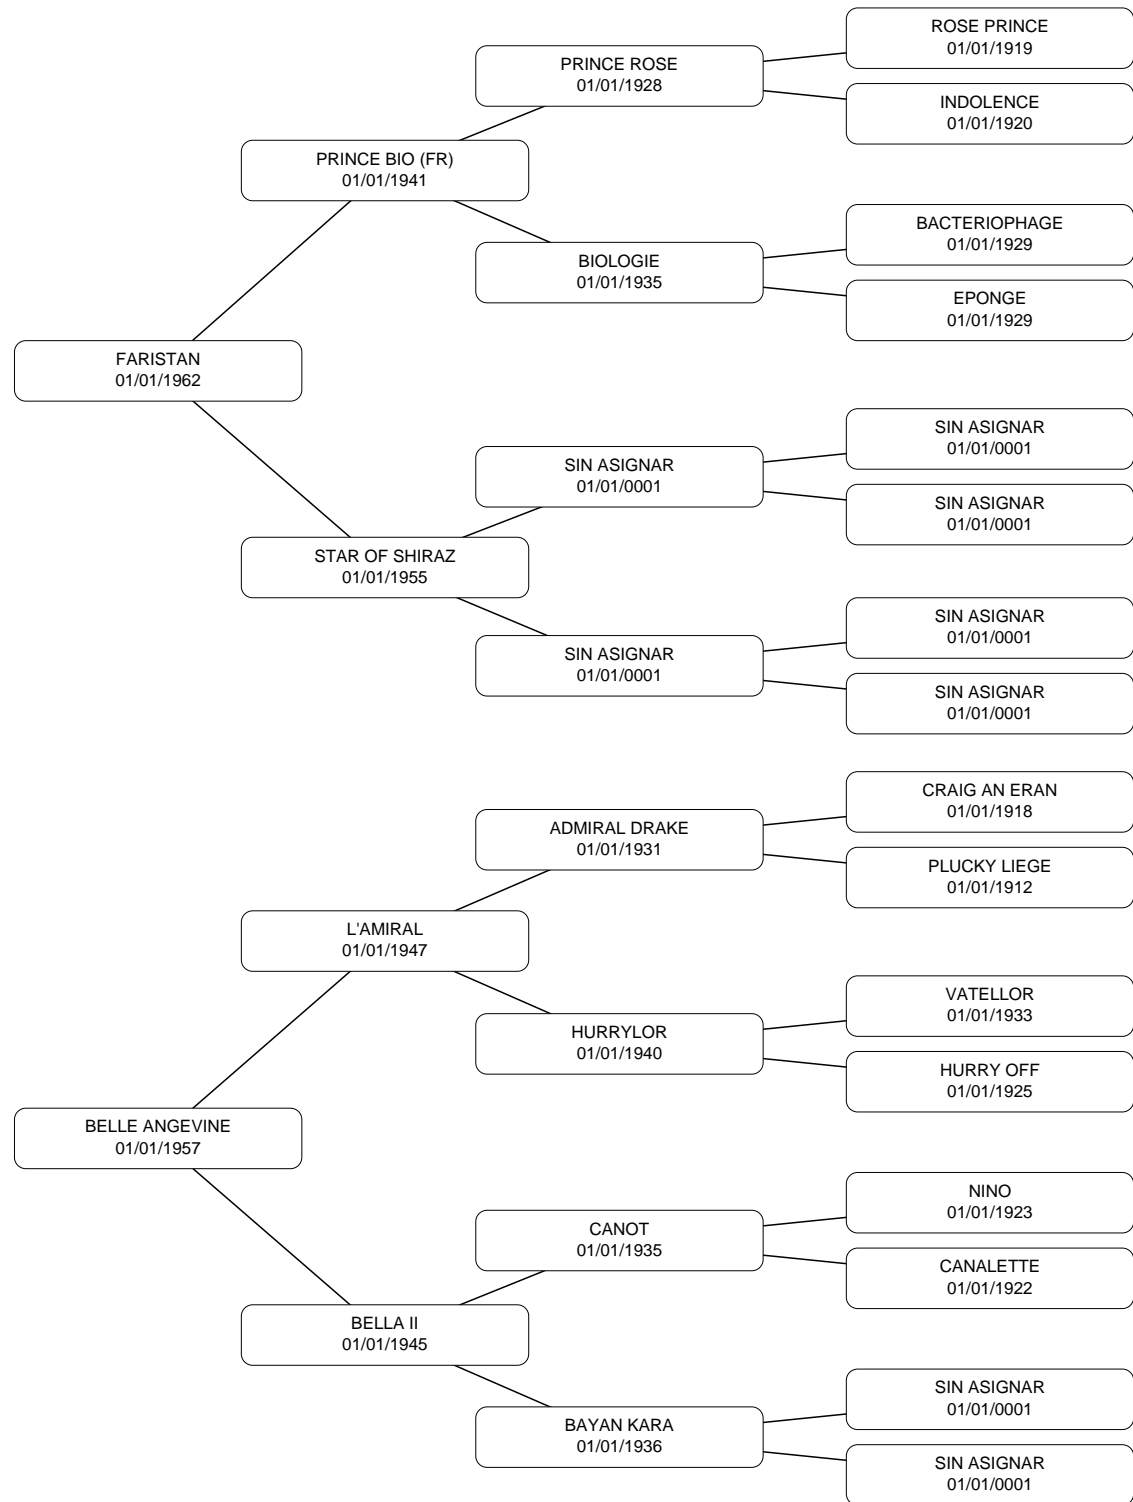 ROSE PRINCE
01/01/1919
PRINCE ROSE
01/01/1928
INDOLENCE
01/01/1920
PRINCE BIO (FR)
01/01/1941
BACTERIOPHAGE
01/01/1929
BIOLOGIE
01/01/1935
EPONGE
01/01/1929
FARISTAN
01/01/1962
SIN ASIGNAR
01/01/0001
SIN ASIGNAR
01/01/0001
SIN ASIGNAR
01/01/0001
STAR OF SHIRAZ
01/01/1955
SIN ASIGNAR
01/01/0001
SIN ASIGNAR
01/01/0001
SIN ASIGNAR
01/01/0001
CRAIG AN ERAN
01/01/1918
ADMIRAL DRAKE
01/01/1931
PLUCKY LIEGE
01/01/1912
L'AMIRAL
01/01/1947
VATELLOR
01/01/1933
HURRYLOR
01/01/1940
HURRY OFF
01/01/1925
BELLE ANGEVINE
01/01/1957
NINO
01/01/1923
CANOT
01/01/1935
CANALETTE
01/01/1922
BELLA II
01/01/1945
SIN ASIGNAR
01/01/0001
BAYAN KARA
01/01/1936
SIN ASIGNAR
01/01/0001